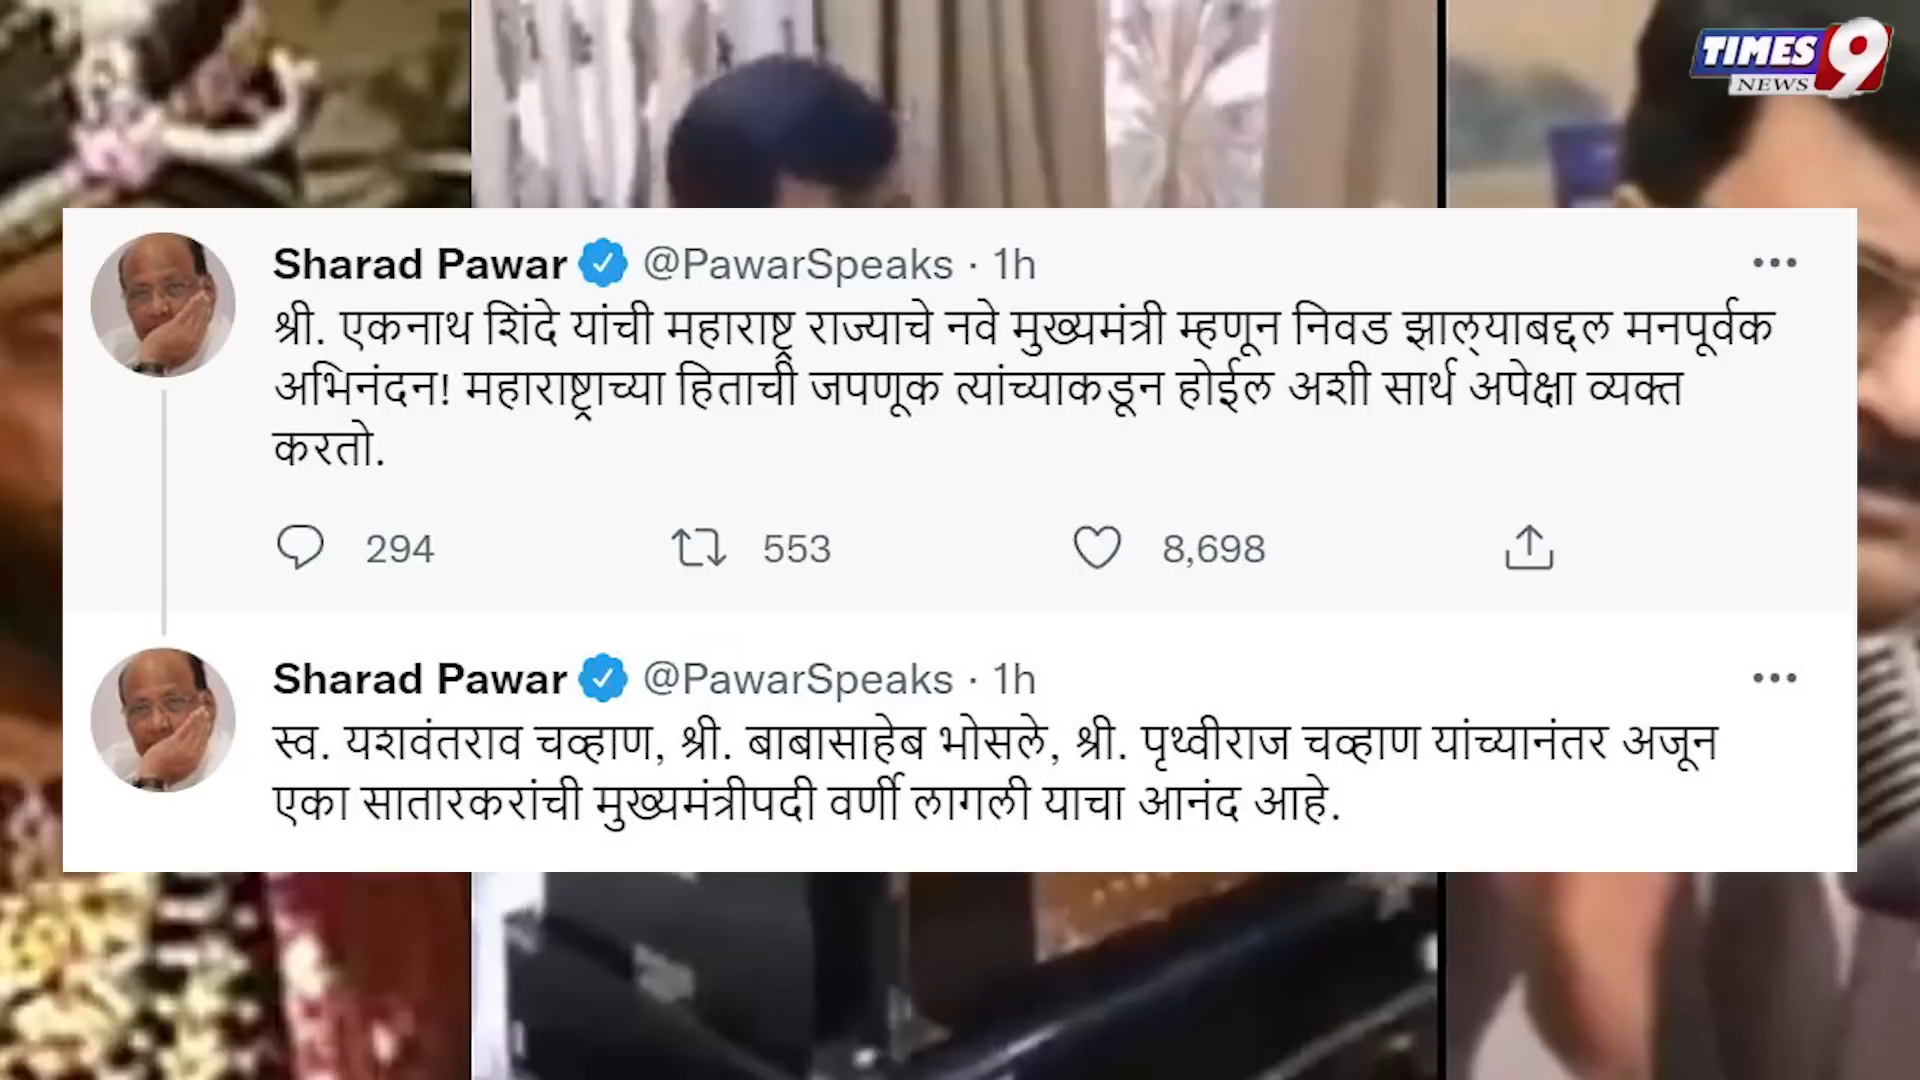 TIMES 9
NEWS
Sharad Pawar @PawarSpeaks · 1h
श्री. एकनाथ शिंदे यांची महाराष्ट्र राज्याचे नवे मुख्यमंत्री म्हणून निवड झाल्याबद्दल मनपूर्वक
अभिनंदन! महाराष्ट्राच्या हिताची जपणूक त्यांच्याकडून होईल अशी सार्थ अपेक्षा व्यक्त
करतो.
294 553 8,698
Sharad Pawar @PawarSpeaks · 1h
स्व. यशवंतराव चव्हाण, श्री. बाबासाहेब भोसले, श्री. पृथ्वीराज चव्हाण यांच्यानंतर अजून
एका सातारकरांची मुख्यमंत्रीपदी वर्णी लागली याचा आनंद आहे.